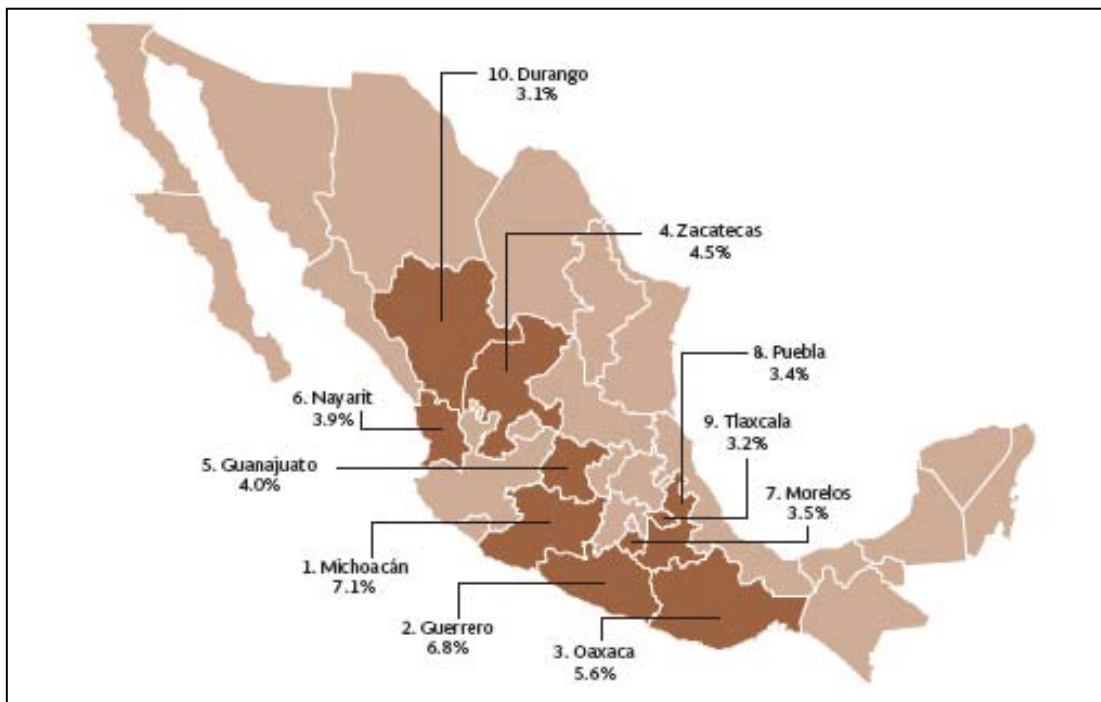 10. Durango
3.1%
4. Zacatecas
4.5%
8. Puebla
3.4%
6. Nayarit
3.9%
9. Tlaxcala
3.2%
5. Guanajuato
4.0%
7. Morelos
3.5%
1. Michoacán
7.1%
2. Guerrero
6.8%
3. Oaxaca
5.6%